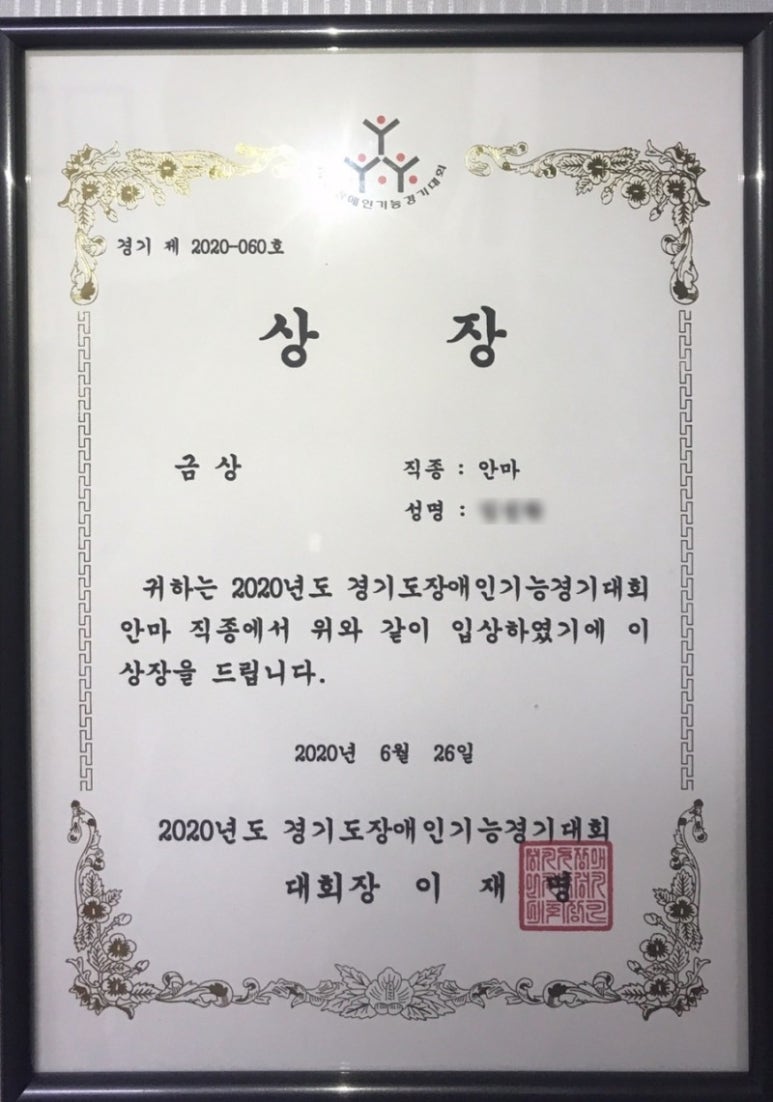 장애인기능경기대회
경기 제 2020-060호
상 장
금 상
직종 : 안마
성명 :
귀하는 2020년도 경기도장애인기능경기대회
안마 직종에서 위와 같이 입상하였기에 이
상장을 드립니다.
2020년 6월 26일
2020년도 경기도장애인기능경기대회
대회장 이 재 명